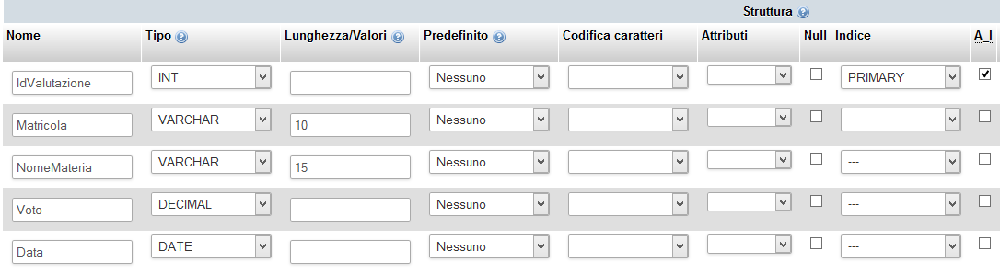 Struttura
Nome Tipo Lunghezza/Valori Predefinito Codifica caratteri Attributi Null Indice A_I
IdValutazione INT Nessuno PRIMARY
Matricola VARCHAR 10 Nessuno ---
NomeMateria VARCHAR 15 Nessuno ---
Voto DECIMAL Nessuno ---
Data DATE Nessuno ---